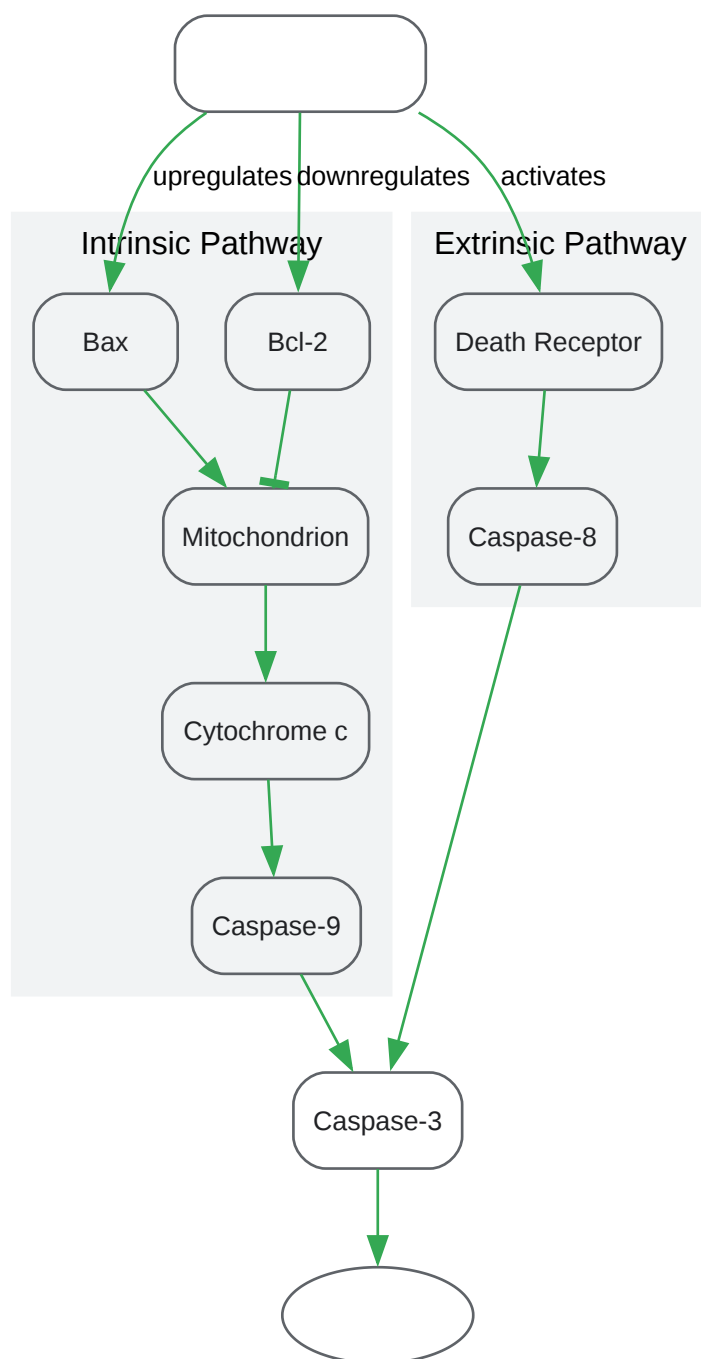 upregulates
downregulates
activates
Intrinsic Pathway
Extrinsic Pathway
Bax
Bcl-2
Death Receptor
Mitochondrion
Caspase-8
Cytochrome c
Caspase-9
Caspase-3